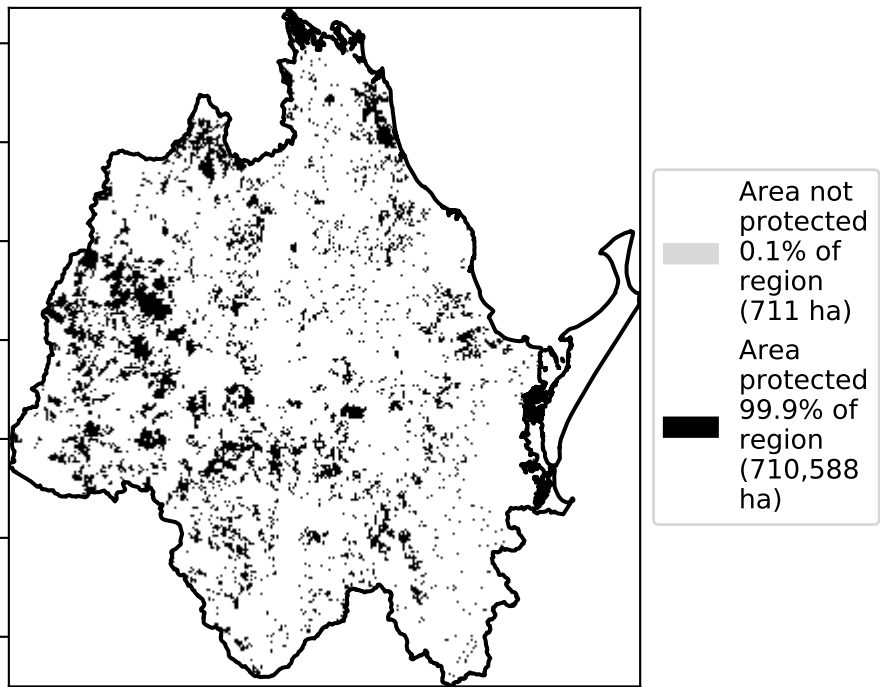 Area not
protected
0.1% of
region
(711 ha)
Area
protected
99.9% of
region
(710,588
ha)